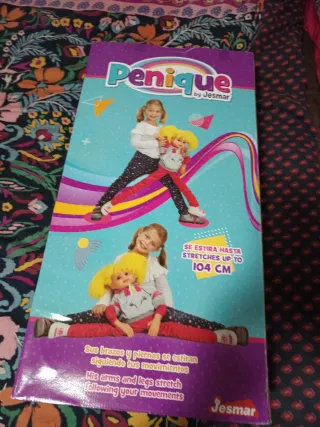 Penique
by Jesmar
SE ESTIRA HASTA
STRETCHES UP TO
104 CM
Sus brazos y piernas se estiran
siguiendo tus movimientos
His arms and legs stretch
following your movements
Jesmar